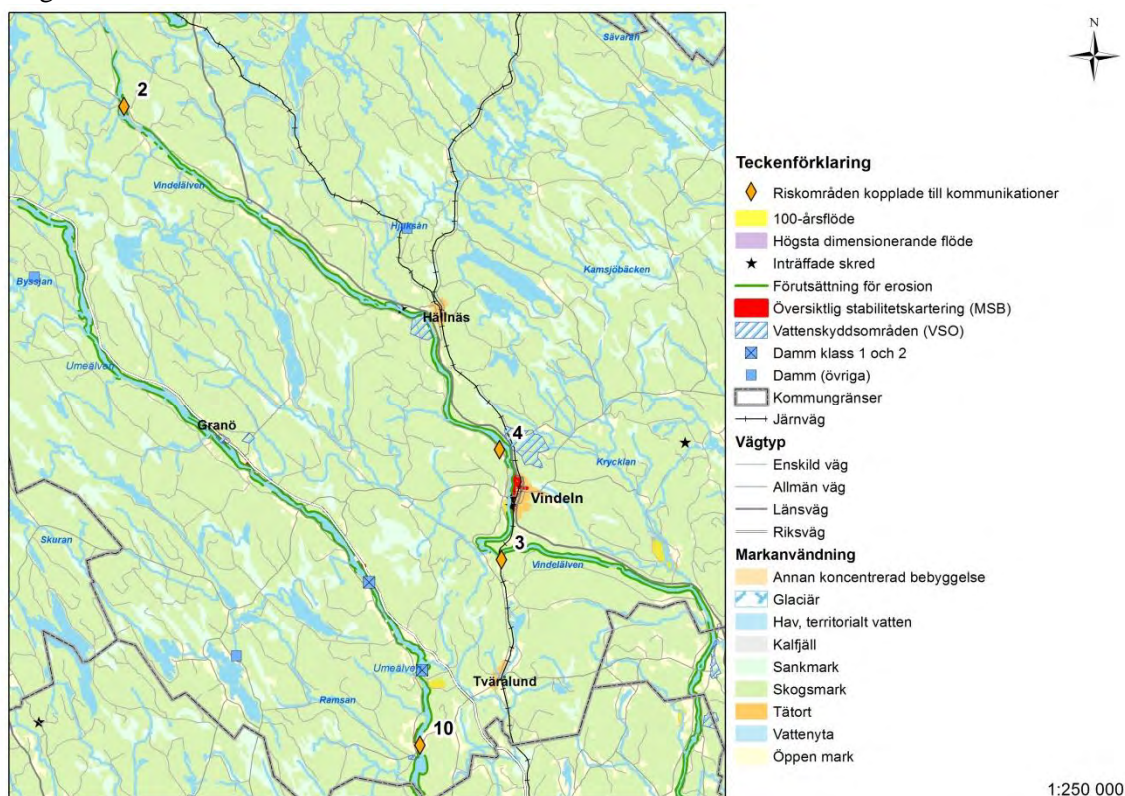 N
Sävarån
2
Vindelälven
Hjuksån
Byssjan
Kamsjöbäcken
Hällnäs
Umeälven
Granö
4
Krycklan
Vindeln
Skuran
3
Vindelälven
Umeälven
Tvärålund
Ramsan
10
Teckenförklaring
Riskområden kopplade till kommunikationer
100-årsflöde
Högsta dimensionerande flöde
Inträffade skred
Förutsättning för erosion
Översiktlig stabilitetskartering (MSB)
Vattenskyddsområden (VSO)
Damm klass 1 och 2
Damm (övriga)
Kommungränser
Järnväg
Vägtyp
Enskild väg
Allmän väg
Länsväg
Riksväg
Markanvändning
Annan koncentrerad bebyggelse
Glaciär
Hav, territorialt vatten
Kalfjäll
Sankmark
Skogsmark
Tätort
Vattenyta
Öppen mark
1:250 000